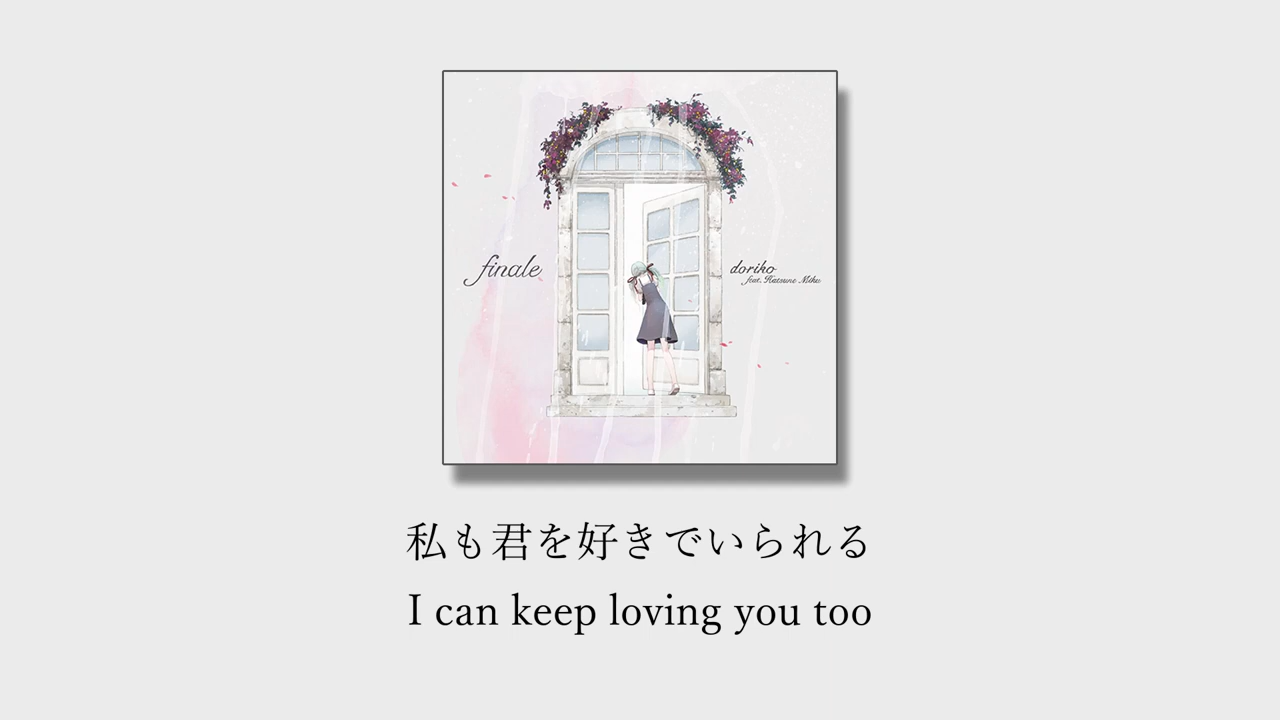 finale
doriko
feat. Hatsune Miku
私も君を好きでいられる
I can keep loving you too